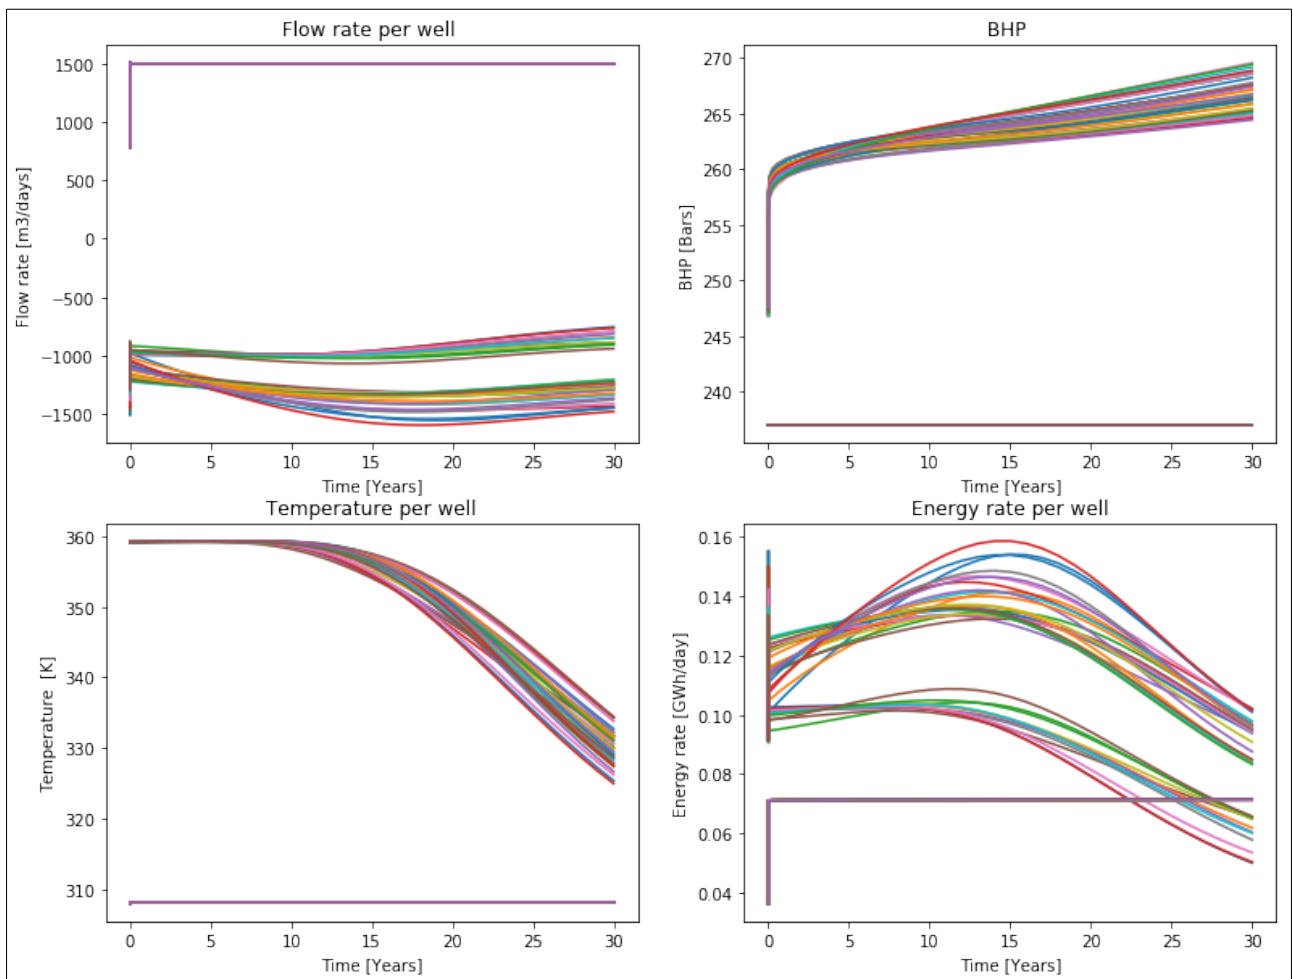 Flow rate per well
1500
1000
500
0
−500
−1000
−1500
Flow rate [m3/days]
0 5 10 15 20 25 30
Time [Years]
BHP
270
265
260
255
250
245
240
BHP [Bars]
0 5 10 15 20 25 30
Time [Years]
Temperature per well
360
350
340
330
320
310
Temperature [K]
0 5 10 15 20 25 30
Time [Years]
Energy rate per well
0.16
0.14
0.12
0.10
0.08
0.06
0.04
Energy rate [GWh/day]
0 5 10 15 20 25 30
Time [Years]